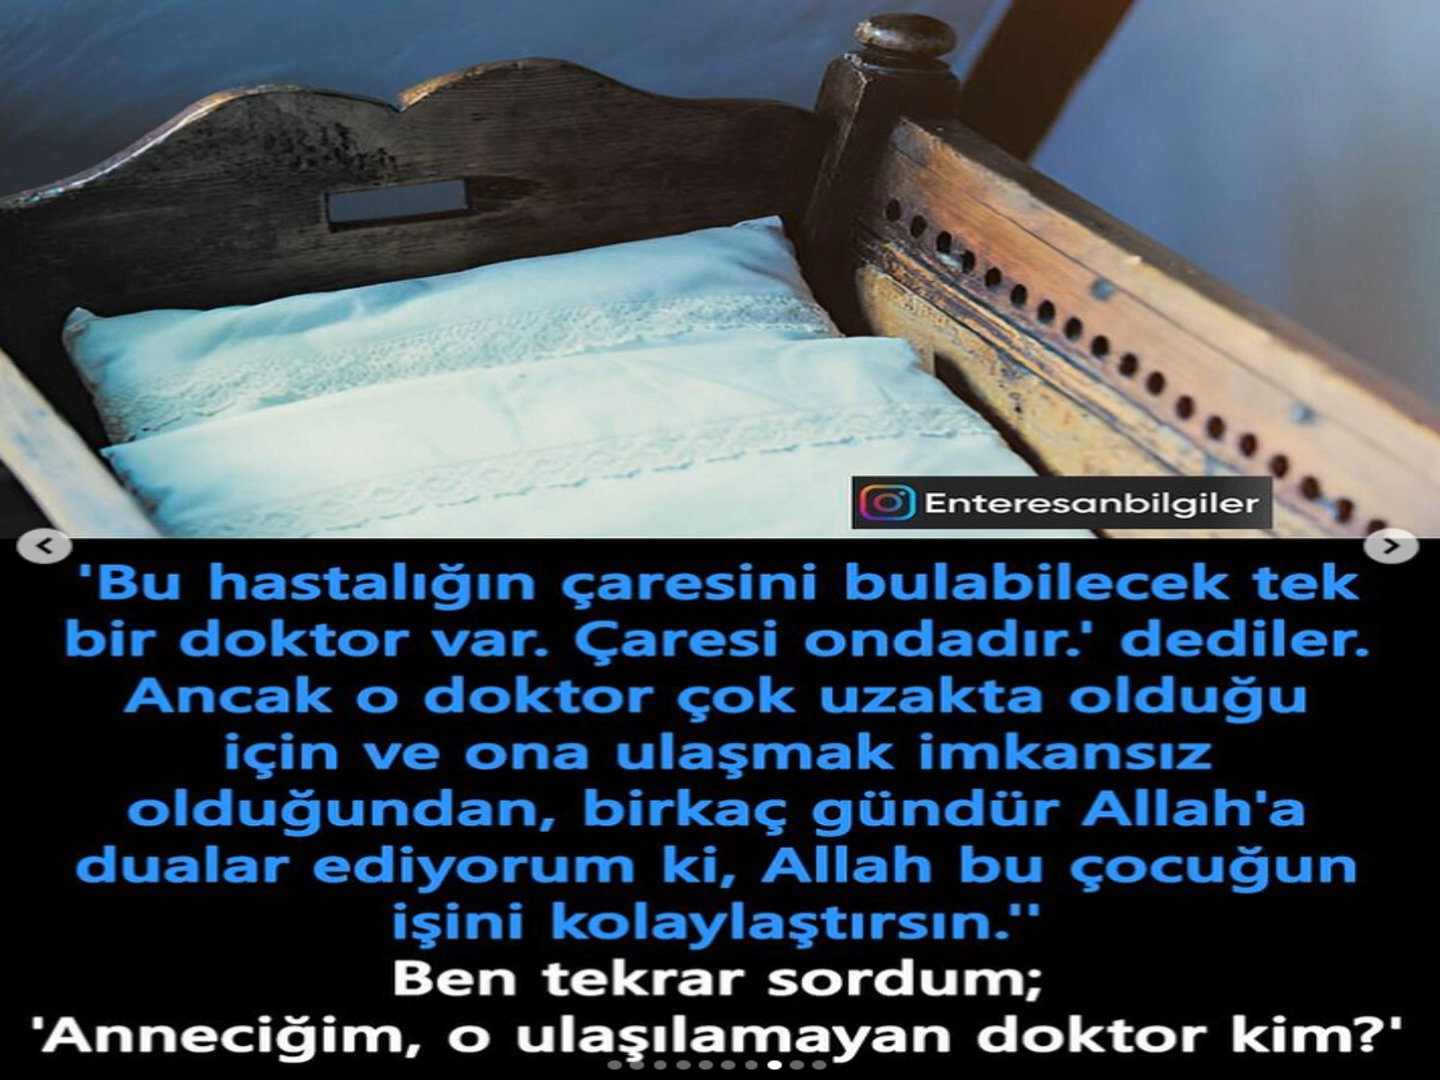 Enteresanbilgiler
'Bu hastalığın çaresini bulabilecek tek
bir doktor var. Çaresi ondadır.' dediler.
Ancak o doktor çok uzakta olduğu
için ve ona ulaşmak imkansız
olduğundan, birkaç gündür Allah'a
dualar ediyorum ki, Allah bu çocuğun
işini kolaylaştırsın.''
Ben tekrar sordum;
'Anneciğim, o ulaşılamayan doktor kim?'